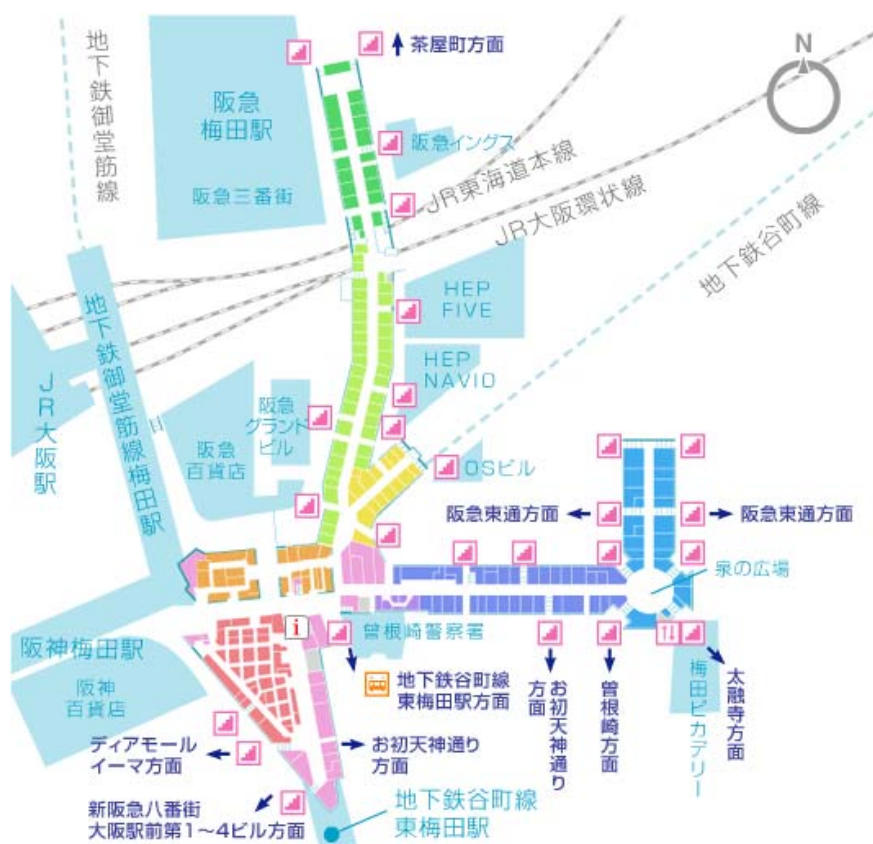 地下鉄御堂筋線
茶屋町方面
N
阪急
梅田駅
阪急イングス
阪急三番街
JR東海道本線
JR大阪環状線
地下鉄谷町線
HEP
FIVE
HEP
NAVIO
地下鉄御堂筋線梅田駅
JR大阪駅
阪急
グランド
ビル
阪急
百貨店
OSビル
阪急東通方面
阪急東通方面
泉の広場
i
曾根崎警察署
阪神梅田駅
阪神
百貨店
地下鉄谷町線
東梅田駅方面
お初天神通り
方面
曽根崎方面
梅田ピカデリー
太融寺方面
ディアモール
イーマ方面
お初天神通り
方面
新阪急八番街
大阪駅前第1～4ビル方面
地下鉄谷町線
東梅田駅